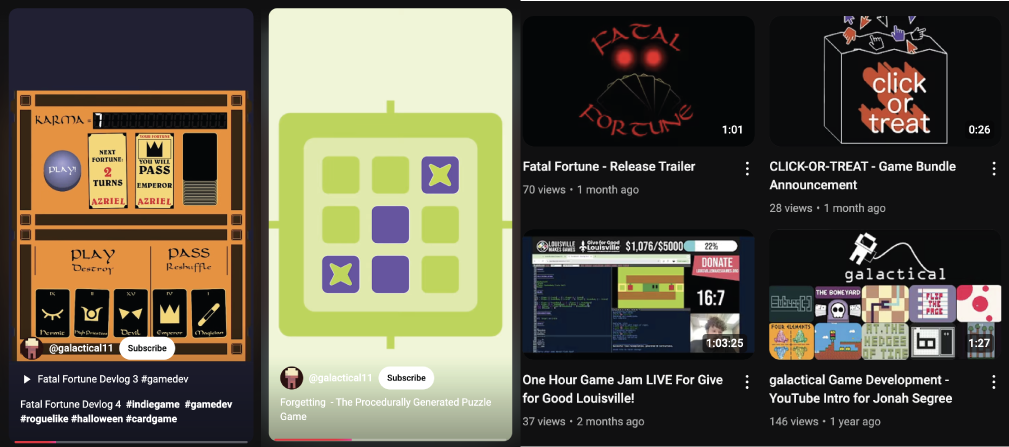 KARMA = 7
PLAY!
NEXT
FORTUNE:
2
TURNS
AZRIEL
YOUR FORTUNE
YOU WILL
PASS
EMPEROR
AZRIEL
PLAY
Destroy
PASS
Reshuffle
IX
II
XV
IV
I
Hermit
High Priestess
Devil
Emperor
Magician
@galactical11
Subscribe
Fatal Fortune Devlog 3 #gamedev
Fatal Fortune Devlog 4 #indiegame #gamedev
#roguelike #halloween #cardgame
@galactical11
Subscribe
Forgetting - The Procedurally Generated Puzzle
Game
FATAL
FORTUNE
1:01
Fatal Fortune - Release Trailer
70 views • 1 month ago
click
or
treat
0:26
CLICK-OR-TREAT - Game Bundle
Announcement
28 views • 1 month ago
LOUISVILLE
MAKES GAMES
Give for Good
Louisville
$1,076/$5000
22%
DONATE
16:7
1:03:25
One Hour Game Jam LIVE For Give
for Good Louisville!
37 views • 2 months ago
galactical
THE BONEYARD
FLIP
THE
PAGE
FOUR ELEMENTS
WITHIN
THE
WINDING
OF TIME
1:27
galactical Game Development -
YouTube Intro for Jonah Segree
146 views • 1 year ago